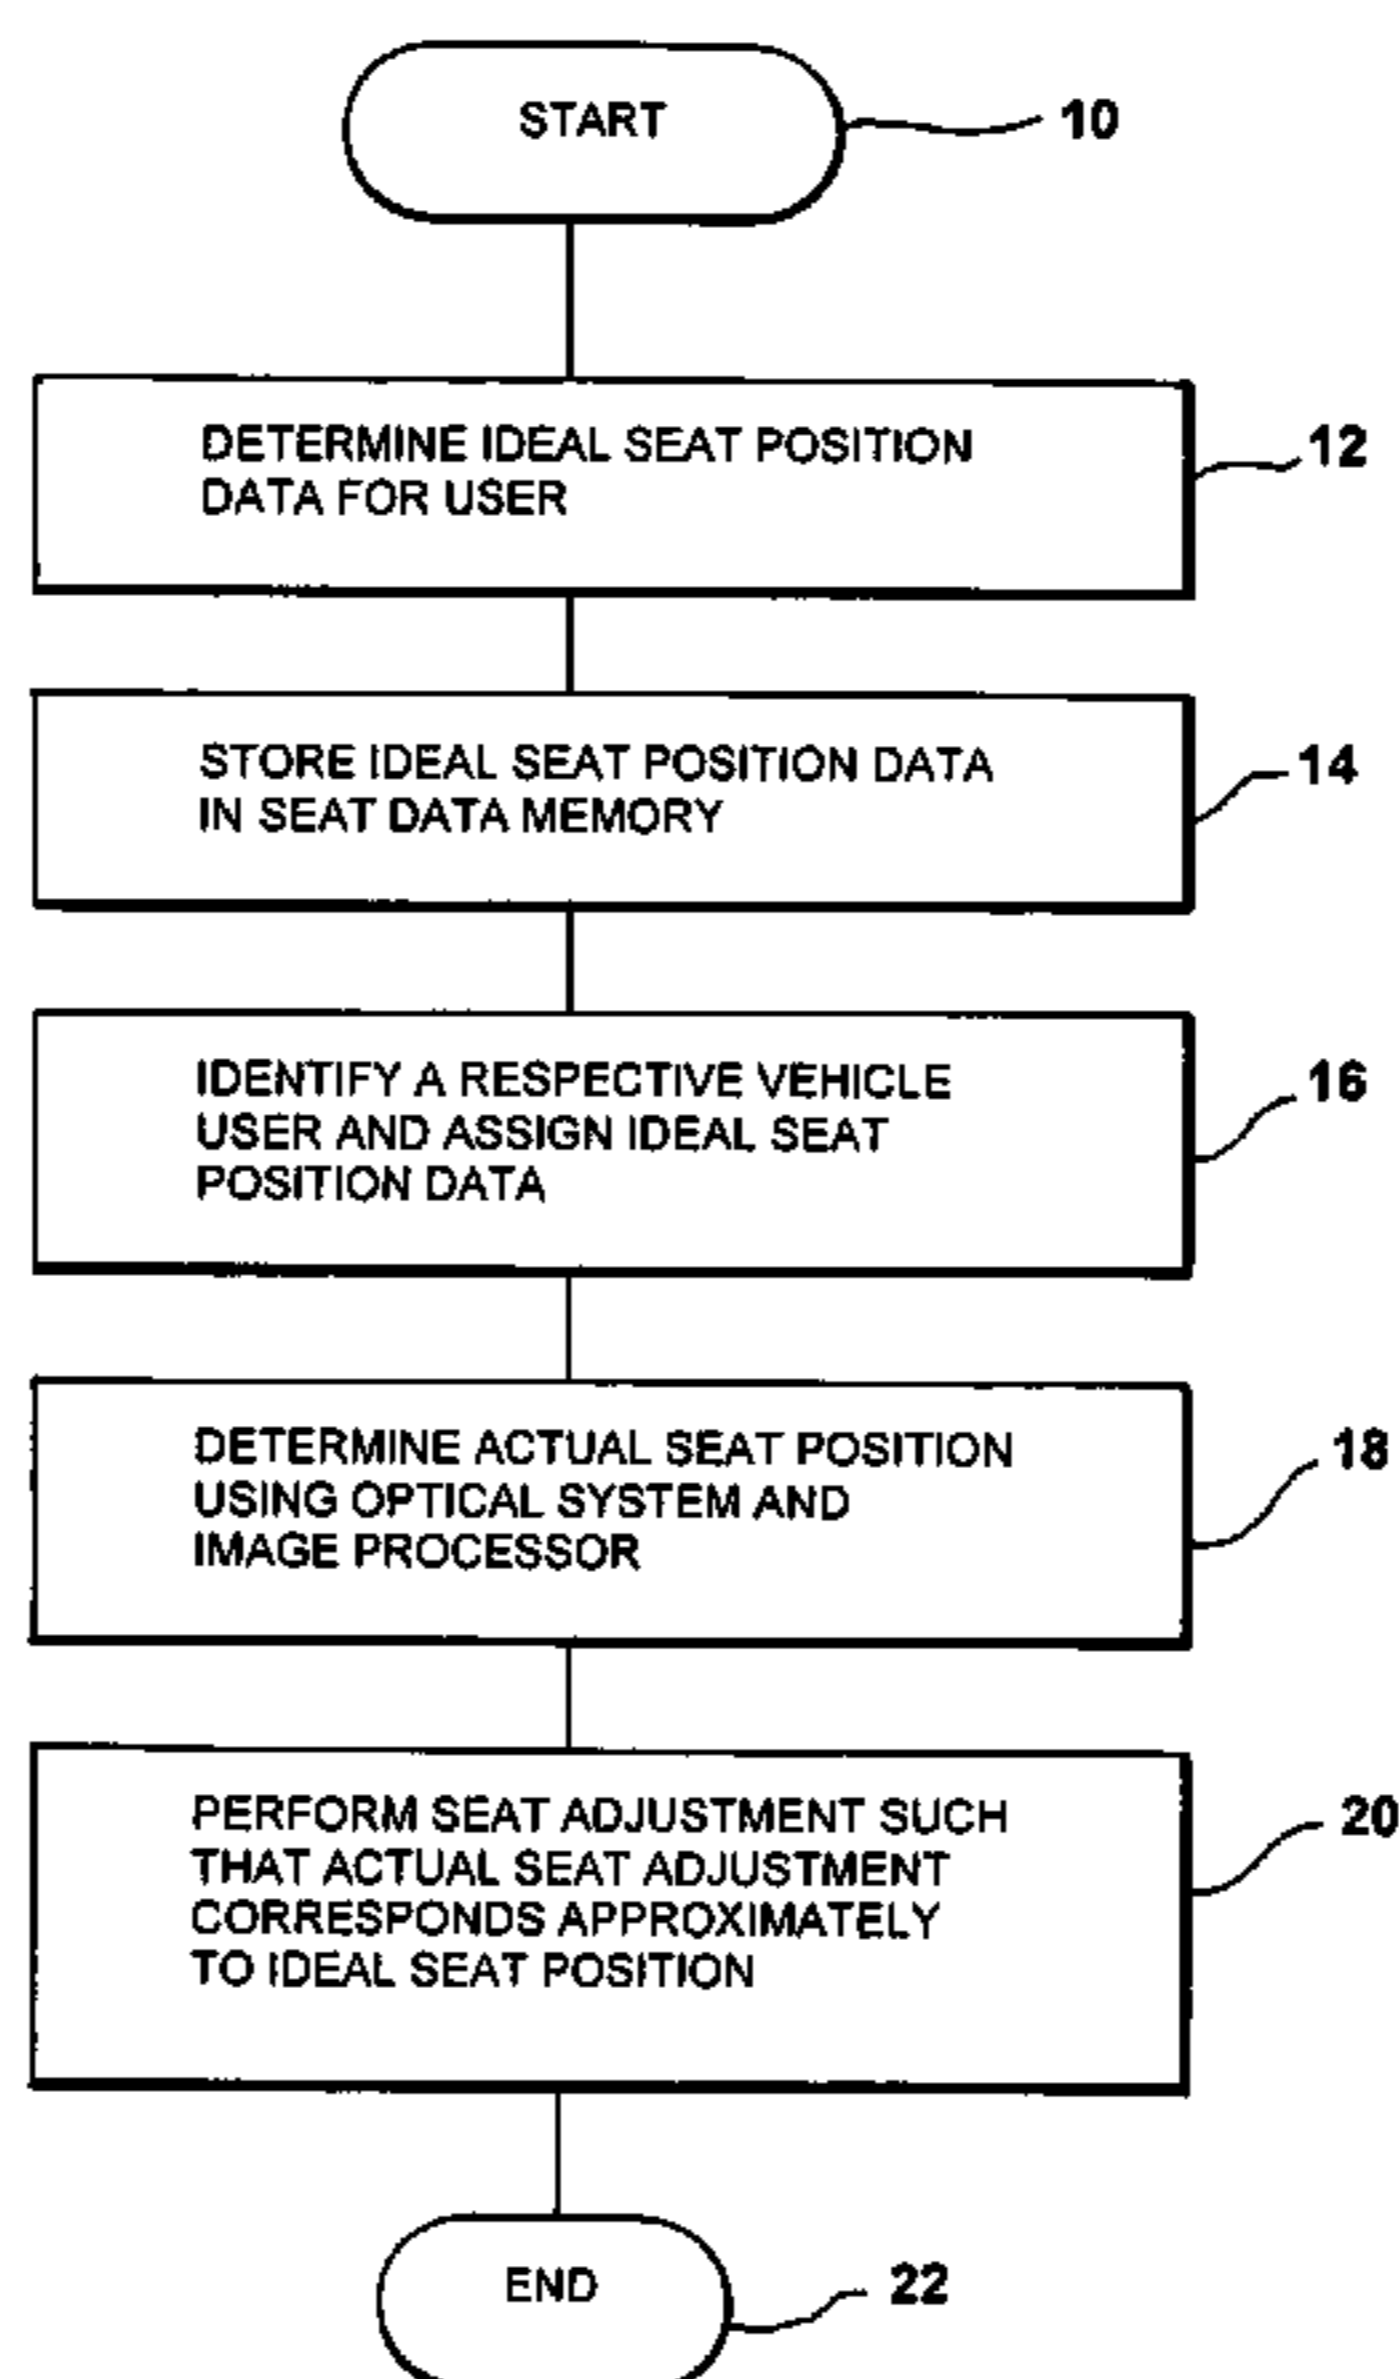 START
10
DETERMINE IDEAL SEAT POSITION
DATA FOR USER
12
STORE IDEAL SEAT POSITION DATA
IN SEAT DATA MEMORY
14
IDENTIFY A RESPECTIVE VEHICLE
USER AND ASSIGN IDEAL SEAT
POSITION DATA
16
DETERMINE ACTUAL SEAT POSITION
USING OPTICAL SYSTEM AND
IMAGE PROCESSOR
18
PERFORM SEAT ADJUSTMENT SUCH
THAT ACTUAL SEAT ADJUSTMENT
CORRESPONDS APPROXIMATELY
TO IDEAL SEAT POSITION
20
END
22